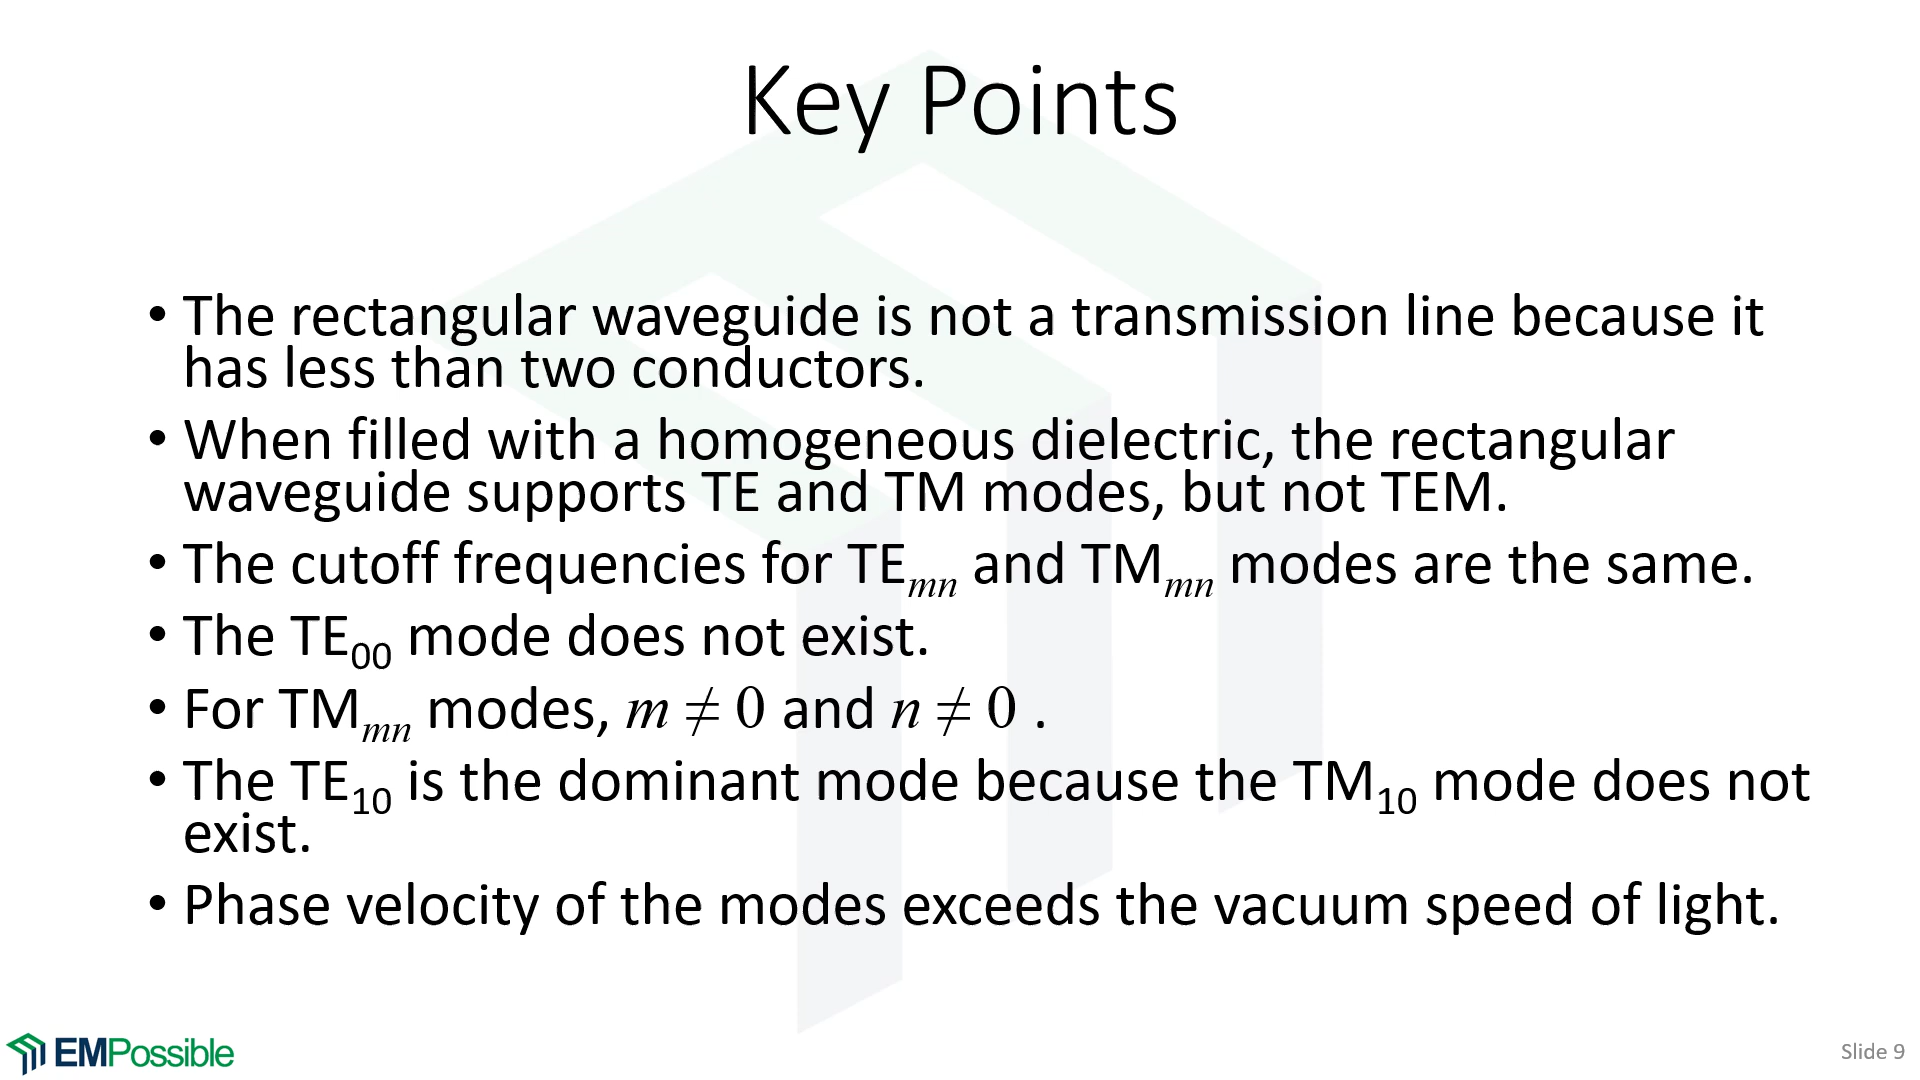 Key Points
• The rectangular waveguide is not a transmission line because it
has less than two conductors.
• When filled with a homogeneous dielectric, the rectangular
waveguide supports TE and TM modes, but not TEM.
• The cutoff frequencies for TEmn and TMmn modes are the same.
• The TE00 mode does not exist.
• For TMmn modes, m ≠ 0 and n ≠ 0 .
• The TE10 is the dominant mode because the TM10 mode does not
exist.
• Phase velocity of the modes exceeds the vacuum speed of light.
EMPossible
Slide 9